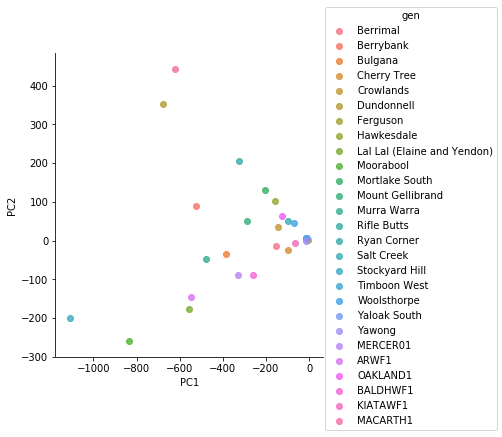 gen
Berrimal
Berrybank
Bulgana
Cherry Tree
Crowlands
Dundonnell
Ferguson
Hawkesdale
Lal Lal (Elaine and Yendon)
Moorabool
Mortlake South
Mount Gellibrand
Murra Warra
Rifle Butts
Ryan Corner
Salt Creek
Stockyard Hill
Timboon West
Woolsthorpe
Yaloak South
Yawong
MERCER01
ARWF1
OAKLAND1
BALDHWF1
KIATAWF1
MACARTH1
PC2
400
300
200
100
0
−100
−200
−300
−1000 −800 −600 −400 −200 0
PC1